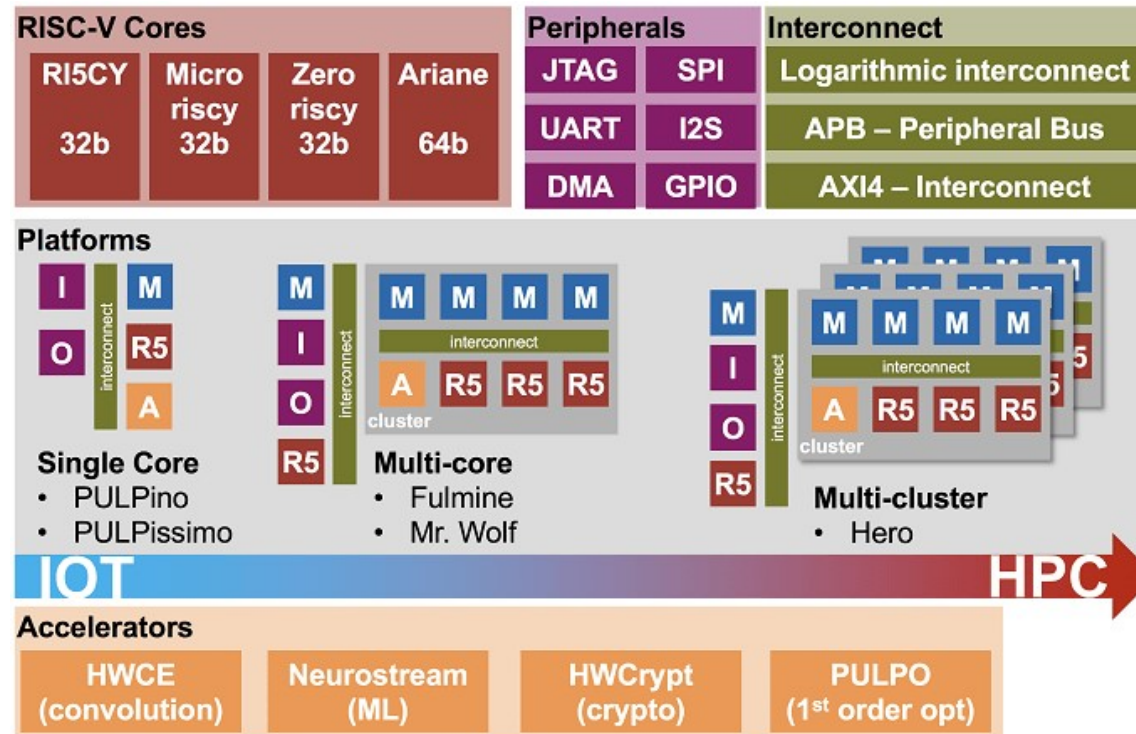 RISC-V Cores
RI5CY
32b
Micro
riscy
32b
Zero
riscy
32b
Ariane
64b
Peripherals
JTAG
SPI
UART
I2S
DMA
GPIO
Interconnect
Logarithmic interconnect
APB – Peripheral Bus
AXI4 – Interconnect
Platforms
I
O
interconnect
M
R5
A
Single Core
• PULPino
• PULPissimo
M
I
O
R5
interconnect
M M M M
interconnect
A R5 R5 R5
cluster
Multi-core
• Fulmine
• Mr. Wolf
M
I
O
R5
interconnect
M M M M
interconnect
A R5 R5 R5
cluster
Multi-cluster
• Hero
IOT
HPC
Accelerators
HWCE
(convolution)
Neurostream
(ML)
HWCrypt
(crypto)
PULPO
(1st order opt)